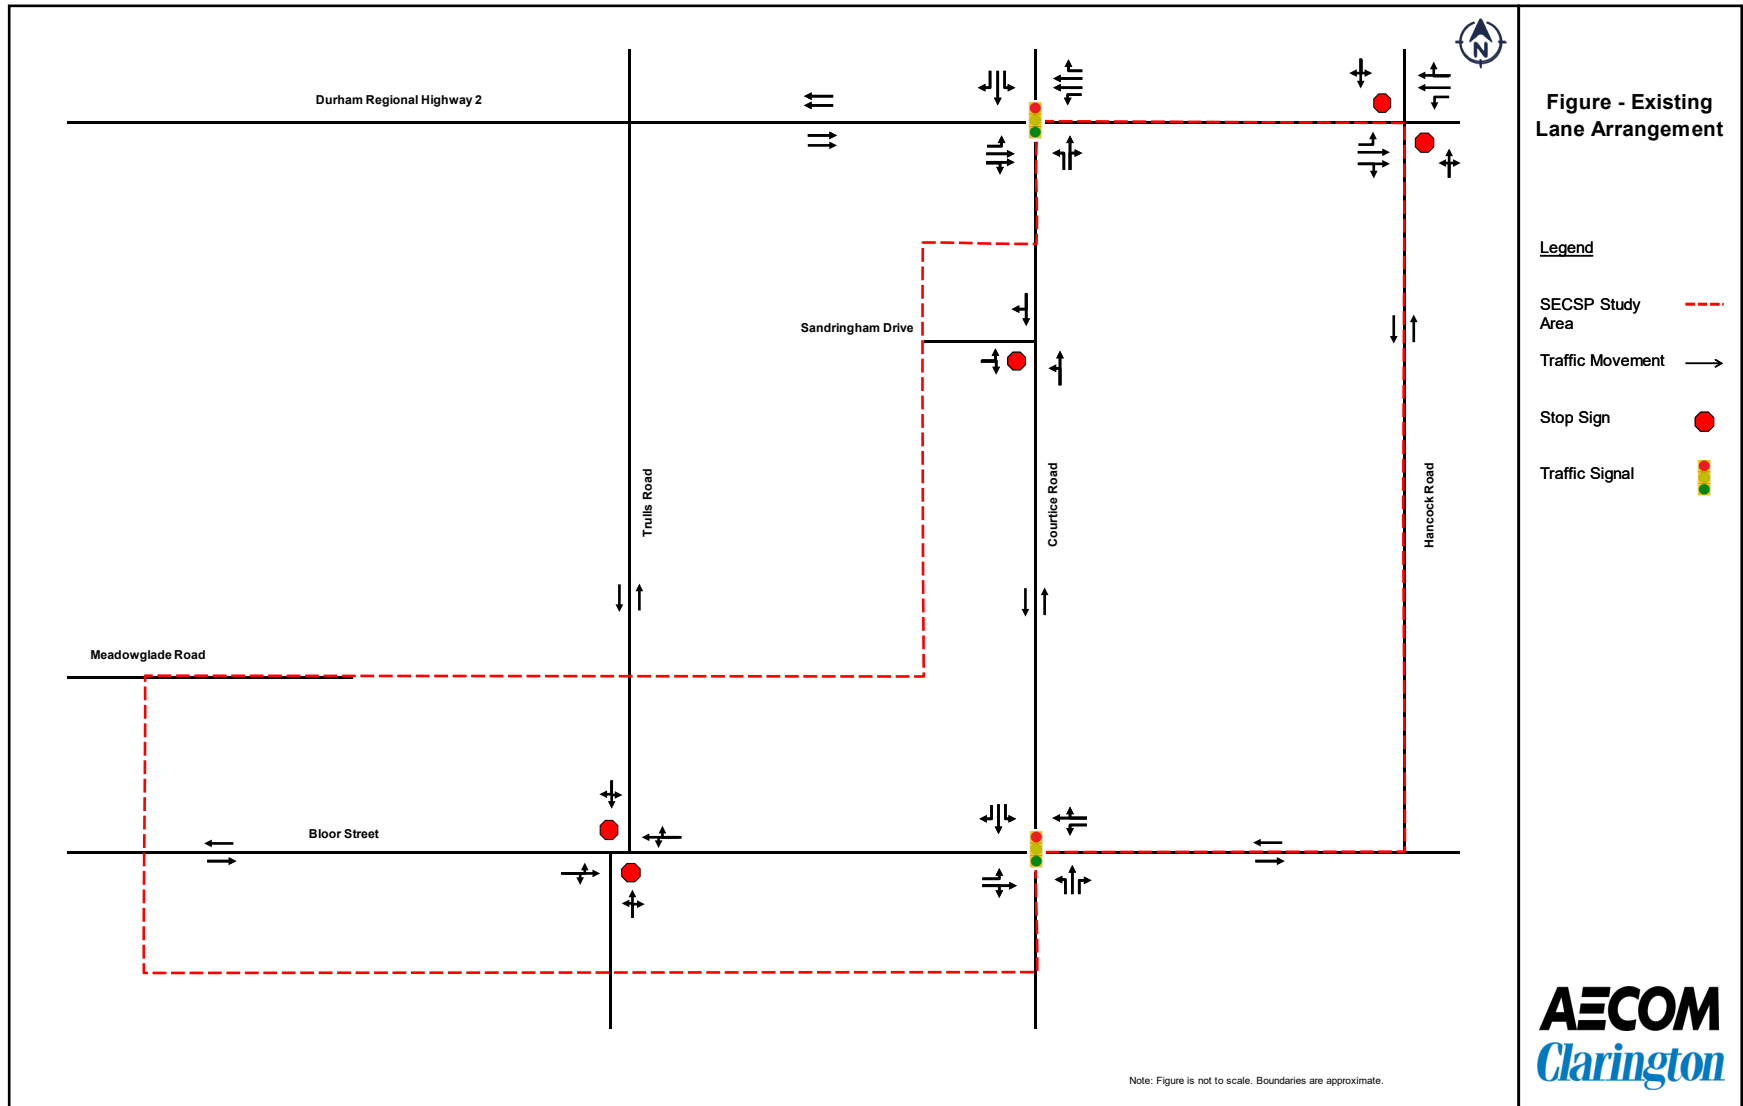 Durham Regional Highway 2
Sandringham Drive
Trulls Road
Courtice Road
Hancock Road
Meadowglade Road
Bloor Street
Note: Figure is not to scale. Boundaries are approximate.
N
Figure - Existing
Lane Arrangement
Legend
SECSP Study
Area
Traffic Movement
Stop Sign
Traffic Signal
AECOM
Clarington